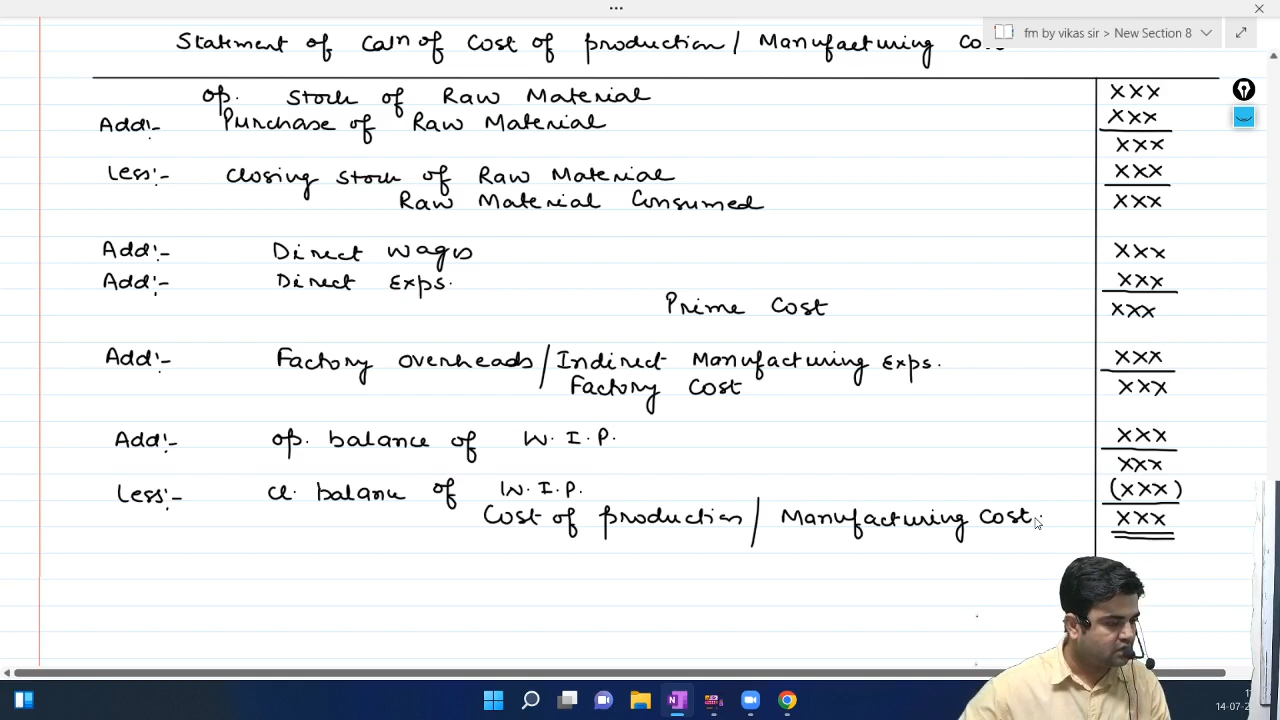 fm by vikas sir > New Section 8
Statement of Calⁿ of Cost of production / Manufacturing
op. Stock of Raw Material xxx
Add:- Purchase of Raw Material xxx
xxx
Less:- Closing Stock of Raw Material xxx
Raw Material Consumed xxx
Add:- Direct Wages xxx
Add:- Direct Exps. xxx
Prime Cost xxx
Add:- Factory overheads / Indirect Manufacturing Exps. xxx
Factory Cost xxx
Add:- op. balance of W.I.P. xxx
xxx
Less:- Cl. balance of W.I.P. (xxx)
Cost of production / Manufacturing Cost. xxx